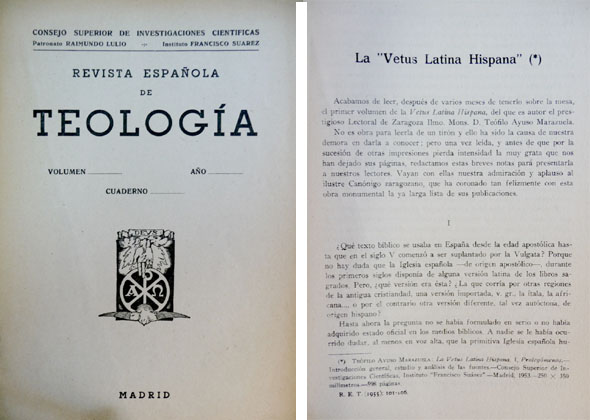 CONSEJO SUPERIOR DE INVESTIGACIONES CIENTIFICAS
Patronato RAIMUNDO LULIO — Instituto FRANCISCO SUAREZ
REVISTA ESPAÑOLA
DE
TEOLOGÍA
VOLUMEN
AÑO
CUADERNO
A Ω
MADRID
La "Vetus Latina Hispana" (*)
Acabamos de leer, después de varios meses de tenerlo sobre la mesa,
el primer volumen de la Vetus Latina Hispana, del que es autor el pres-
tigioso Lectoral de Zaragoza Ilmo. Mons. D. Teófilo Ayuso Marazuela.
No es obra para leerla de un tirón y ello ha sido la causa de nuestra
demora en darla a conocer; pero una vez leída, y antes de que por la
sucesión de otras impresiones pierda intensidad la muy grata que nos
han dejado sus páginas, redactamos estas breves notas para presentarla
a nuestros lectores. Vayan con ellas nuestra admiración y aplauso al
ilustre Canónigo zaragozano, que ha coronado tan felizmente con esta
obra monumental la ya larga lista de sus publicaciones.
I
¿Qué texto bíblico se usaba en España desde la edad apostólica has-
ta que en el siglo V comenzó a ser suplantado por la Vulgata? Porque
no hay duda que la Iglesia española —de origen apostólico—, durante
los primeros siglos disponía de alguna versión latina de los libros sa-
grados. Pero, ¿qué versión era ésta? ¿La que corría por otras regiones
de la antigua cristiandad, una versión importada, v. gr., la ítala, la afri-
cana..., o por el contrario otra versión diferente, tal vez autóctona, de
origen hispano?
Hasta ahora la pregunta no se había formulado en serio o no había
adquirido estado oficial en los medios bíblicos. A nadie se le había ocu-
rrido dudar, al menos en voz alta, que la primitiva Iglesia española hu-
(*) TEÓFILO AYUSO MARAZUELA: La Vetus Latina Hispana. I, Prolegómenos.—
Introducción general, estudio y análisis de las fuentes.—Consejo Superior de In-
vestigaciones Científicas, Instituto "Francisco Suárez".—Madrid, 1953.—250 × 350
milímetros.—598 páginas.
R. E. T. (1955): 101-106.